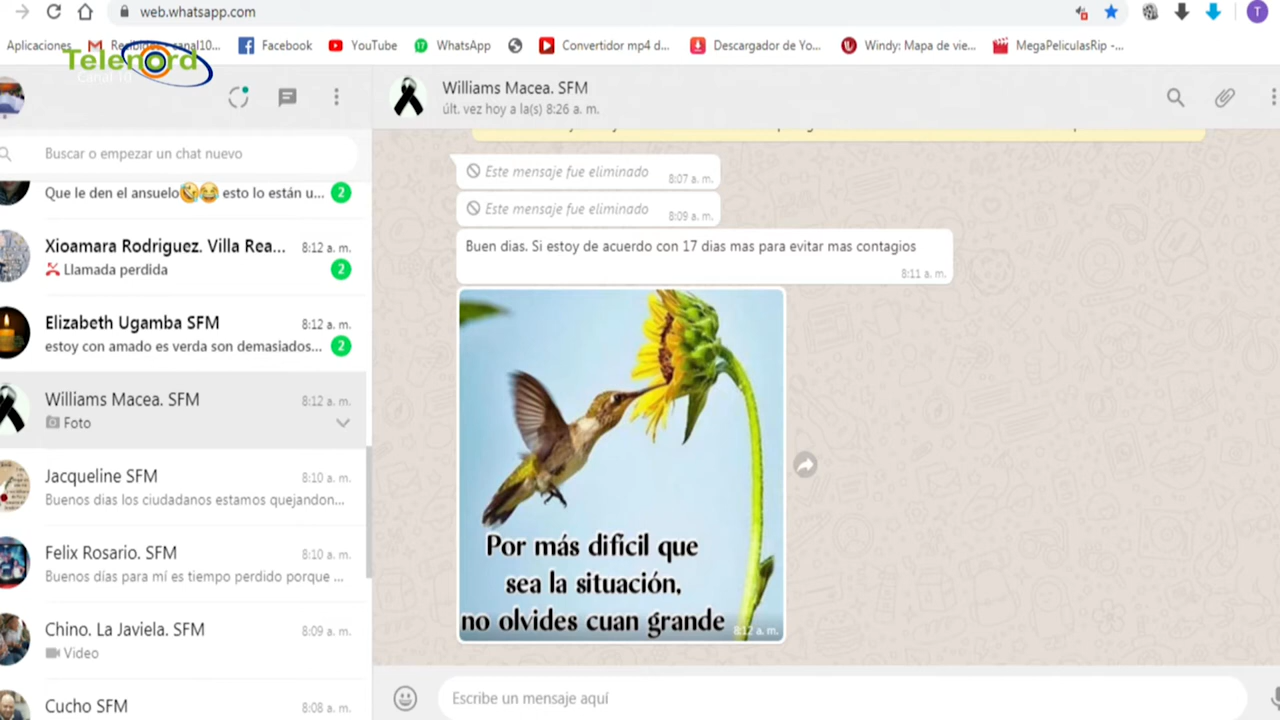 web.whatsapp.com
Aplicaciones
Recibidos - canal10...
Facebook
YouTube
WhatsApp
Convertidor mp4 d...
Descargador de Yo...
Windy: Mapa de vie...
MegaPeliculasRip -...
T
Telenord
Canal 10
Williams Macea. SFM
últ. vez hoy a la(s) 8:26 a. m.
Buscar o empezar un chat nuevo
Que le den el ansuelo🤣😂 esto lo están u...
2
Xioamara Rodriguez. Villa Rea...
8:12 a. m.
Llamada perdida
2
Elizabeth Ugamba SFM
8:12 a. m.
estoy con amado es verda son demasiados...
2
Williams Macea. SFM
8:12 a. m.
Foto
Jacqueline SFM
8:10 a. m.
Buenos dias los ciudadanos estamos quejandon...
Felix Rosario. SFM
8:10 a. m.
Buenos días para mí es tiempo perdido porque ...
Chino. La Javiela. SFM
8:09 a. m.
Video
Cucho SFM
8:08 a. m.
Este mensaje fue eliminado
8:07 a. m.
Este mensaje fue eliminado
8:09 a. m.
Buen dias. Si estoy de acuerdo con 17 dias mas para evitar mas contagios
8:11 a. m.
Por más difícil que
sea la situación,
no olvides cuan grande
8:12 a. m.
Escribe un mensaje aquí